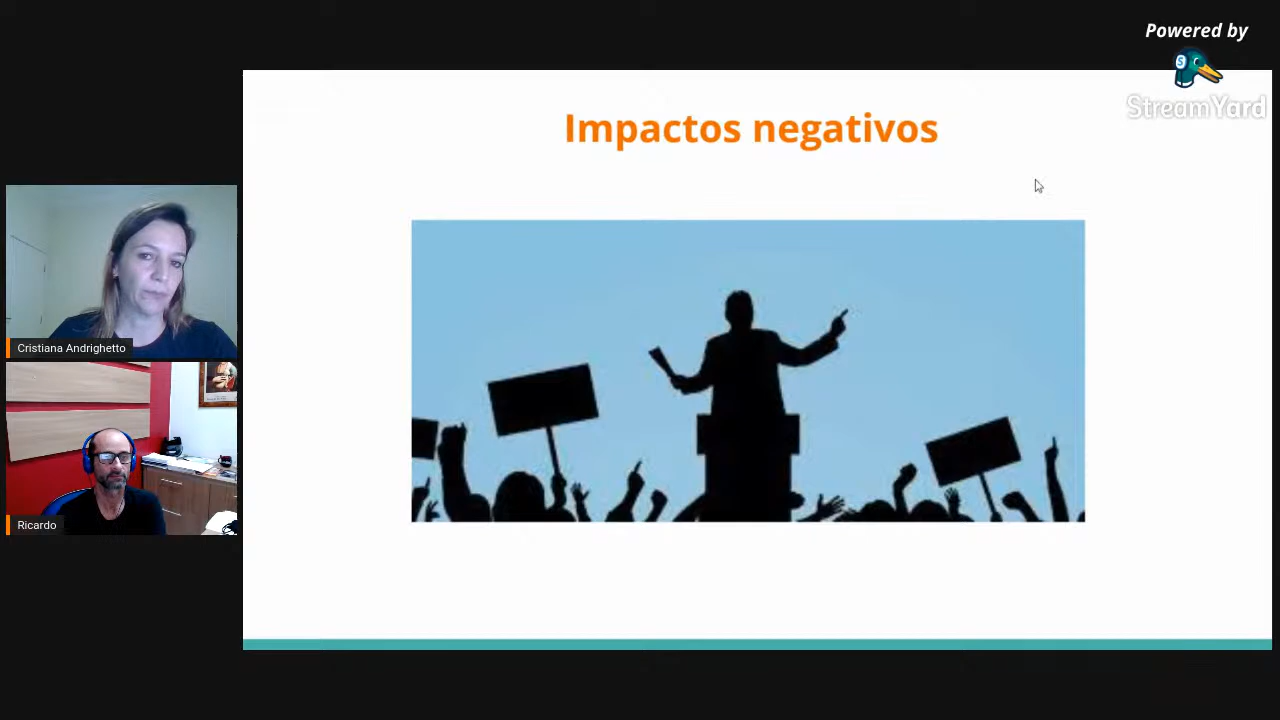 Powered by
StreamYard
Impactos negativos
Cristiana Andrighetto
Ricardo